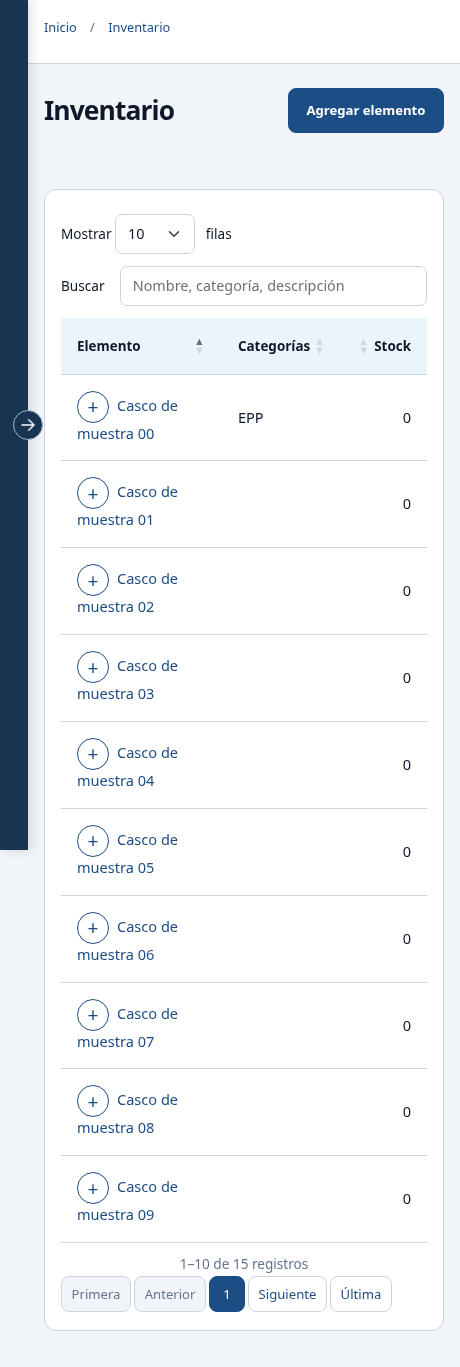 Inicio / Inventario
Inventario
Agregar elemento
Mostrar 10 filas
Buscar Nombre, categoría, descripción
Elemento Categorías Stock
+ Casco de
muestra 00
EPP
0
+ Casco de
muestra 01
0
+ Casco de
muestra 02
0
+ Casco de
muestra 03
0
+ Casco de
muestra 04
0
+ Casco de
muestra 05
0
+ Casco de
muestra 06
0
+ Casco de
muestra 07
0
+ Casco de
muestra 08
0
+ Casco de
muestra 09
0
1–10 de 15 registros
Primera Anterior 1 Siguiente Última